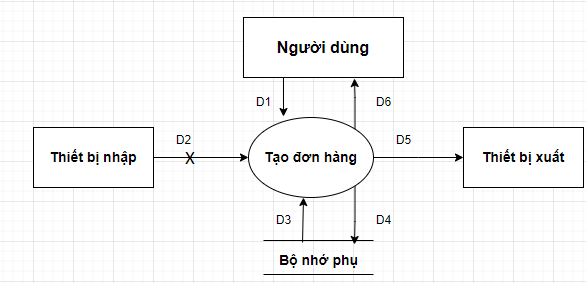 Người dùng
D1
D6
Thiết bị nhập
D2
X
Tạo đơn hàng
D5
Thiết bị xuất
D3
D4
Bộ nhớ phụ